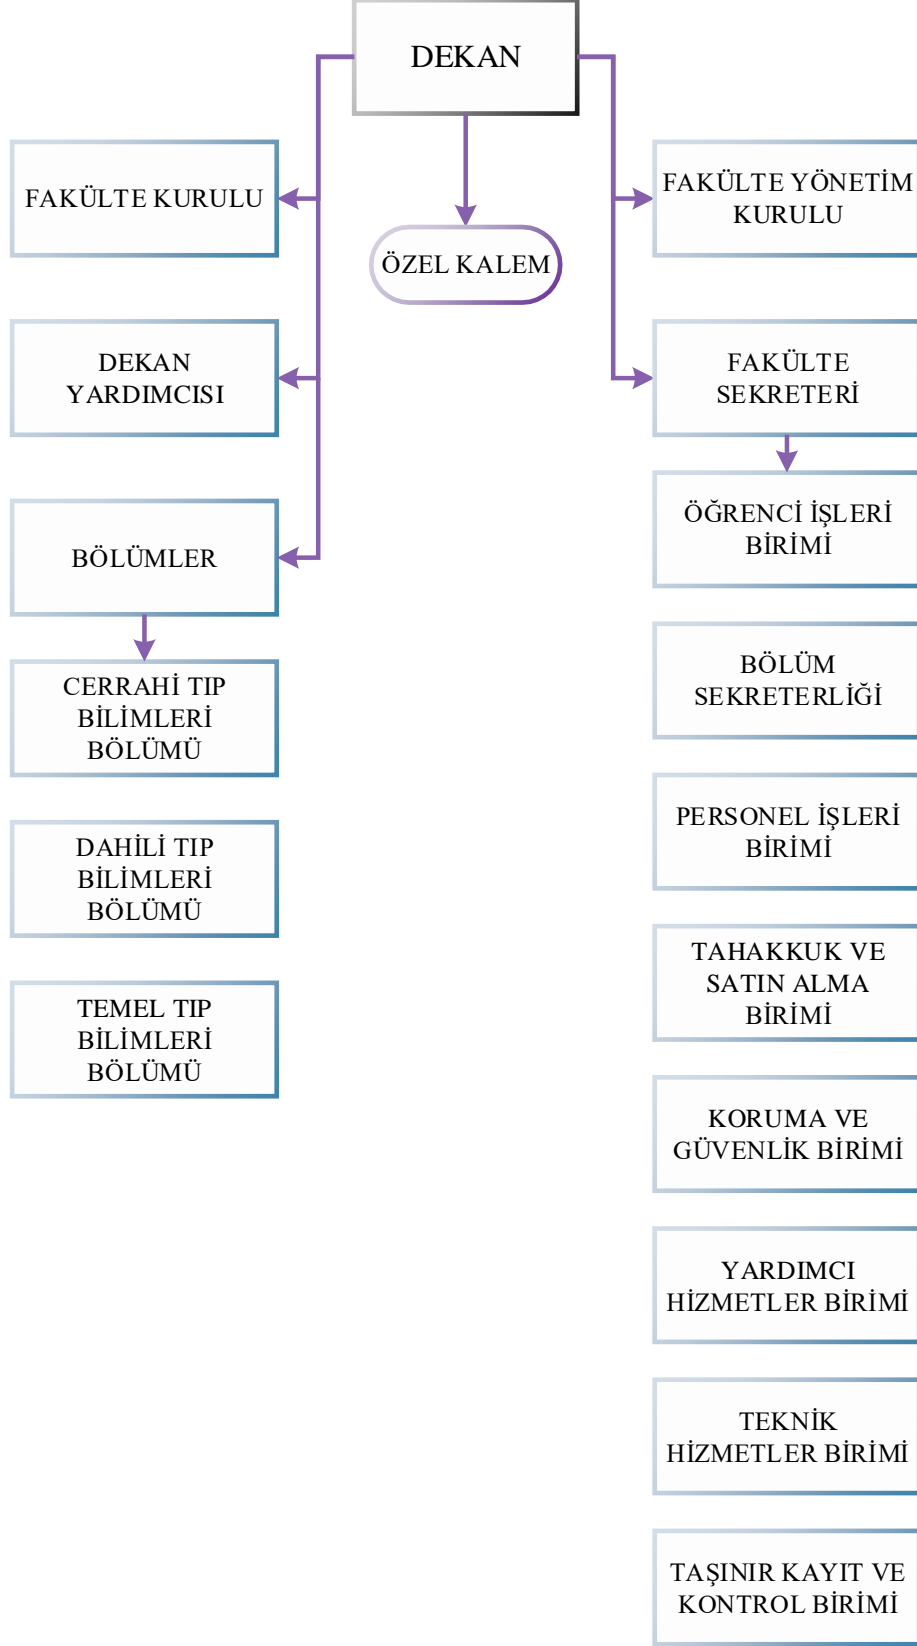 DEKAN
FAKÜLTE KURULU
FAKÜLTE YÖNETİM
KURULU
ÖZEL KALEM
DEKAN
YARDIMCISI
FAKÜLTE
SEKRETERİ
BÖLÜMLER
ÖĞRENCİ İŞLERİ
BİRİMİ
CERRAHİ TIP
BİLİMLERİ
BÖLÜMÜ
BÖLÜM
SEKRETERLİĞİ
DAHİLİ TIP
BİLİMLERİ
BÖLÜMÜ
PERSONEL İŞLERİ
BİRİMİ
TEMEL TIP
BİLİMLERİ
BÖLÜMÜ
TAHAKKUK VE
SATIN ALMA
BİRİMİ
KORUMA VE
GÜVENLİK BİRİMİ
YARDIMCI
HİZMETLER BİRİMİ
TEKNİK
HİZMETLER BİRİMİ
TAŞINIR KAYIT VE
KONTROL BİRİMİ